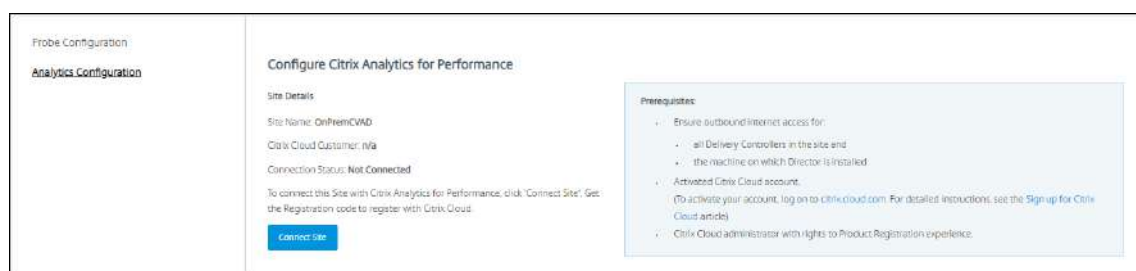 Probe Configuration
Analytics Configuration
Configure Citrix Analytics for Performance
Site Details
Site Name: OnPremCVAD
Citrix Cloud Customer: n/a
Connection Status: Not Connected
To connect this Site with Citrix Analytics for Performance, click 'Connect Site'. Get
the Registration code to register with Citrix Cloud.
Connect Site
Prerequisites:
• Ensure outbound internet access for:
• all Delivery Controllers in the site and
• the machine on which Director is installed
• Activated Citrix Cloud account.
(To activate your account, log on to citrix.cloud.com. For detailed instructions, see the Sign up for Citrix
Cloud article)
• Citrix Cloud administrator with rights to Product Registration experience.